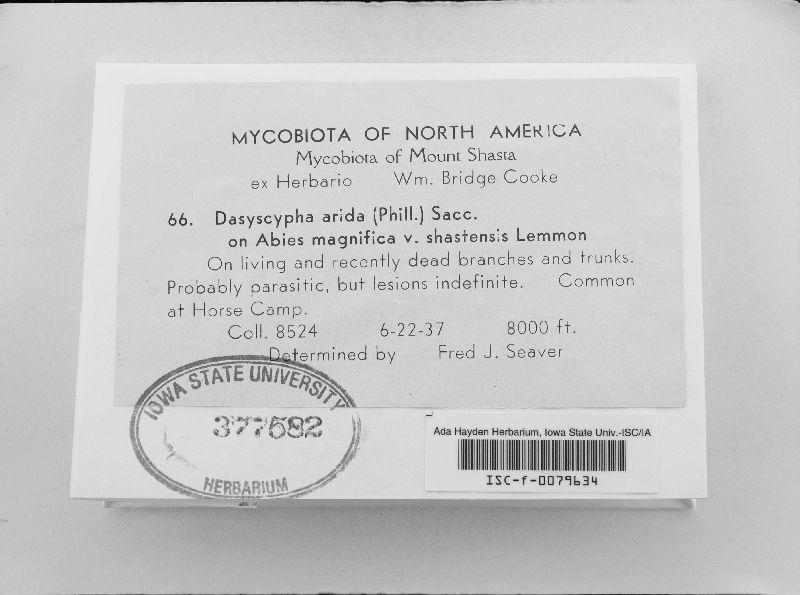 MYCOBIOTA OF NORTH AMERICA
Mycobiota of Mount Shasta
ex Herbario Wm. Bridge Cooke
66. Dasyscypha arida (Phill.) Sacc.
on Abies magnifica v. shastensis Lemmon
On living and recently dead branches and trunks.
Probably parasitic, but lesions indefinite. Common
at Horse Camp.
Coll. 8524 6-22-37 8000 ft.
Determined by Fred J. Seaver
IOWA STATE UNIVERSITY
377582
HERBARIUM
Ada Hayden Herbarium, Iowa State Univ.-ISC/IA
ISC-f-0079634